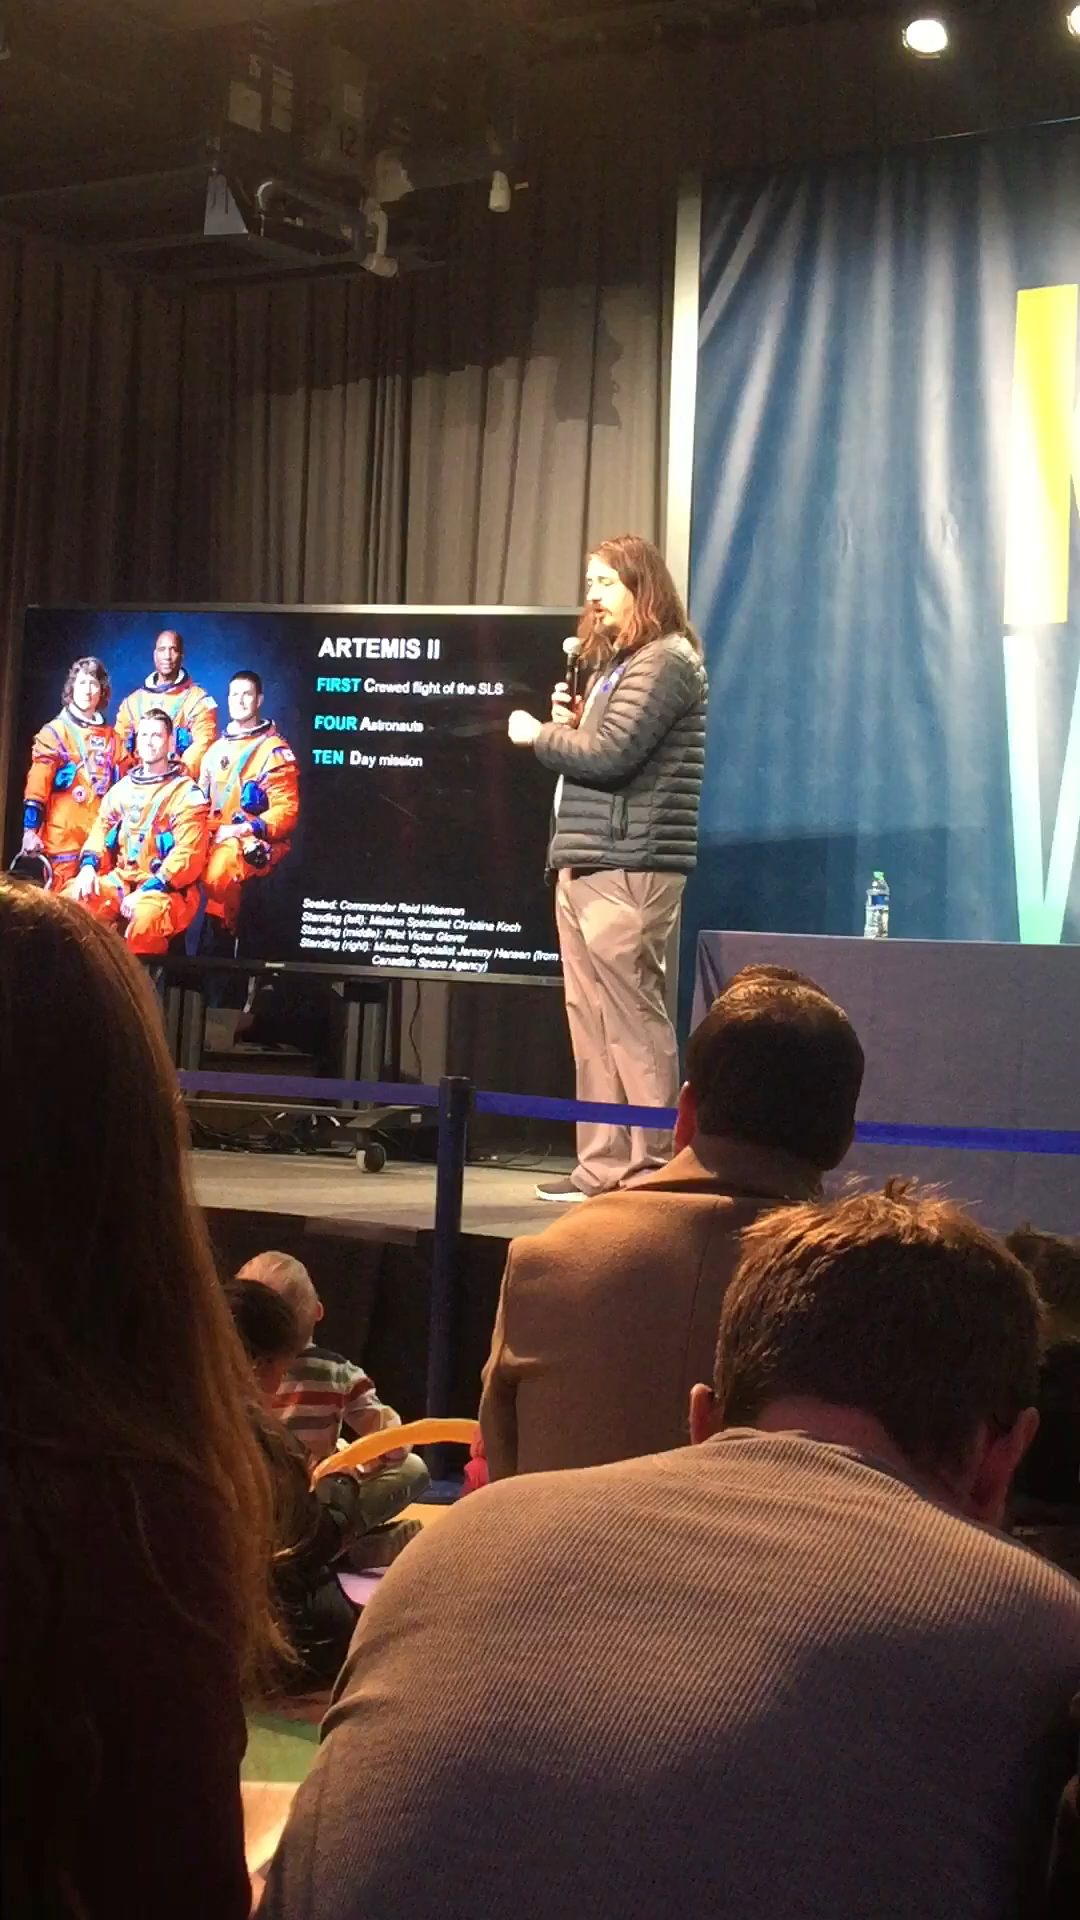 ARTEMIS II
FIRST Crewed flight of the SLS
FOUR Astronauts
TEN Day mission
Seated: Commander Reid Wiseman
Standing (left): Mission Specialist Christina Koch
Standing (middle): Pilot Victor Glover
Standing (right): Mission Specialist Jeremy Hansen (from
Canadian Space Agency)
12